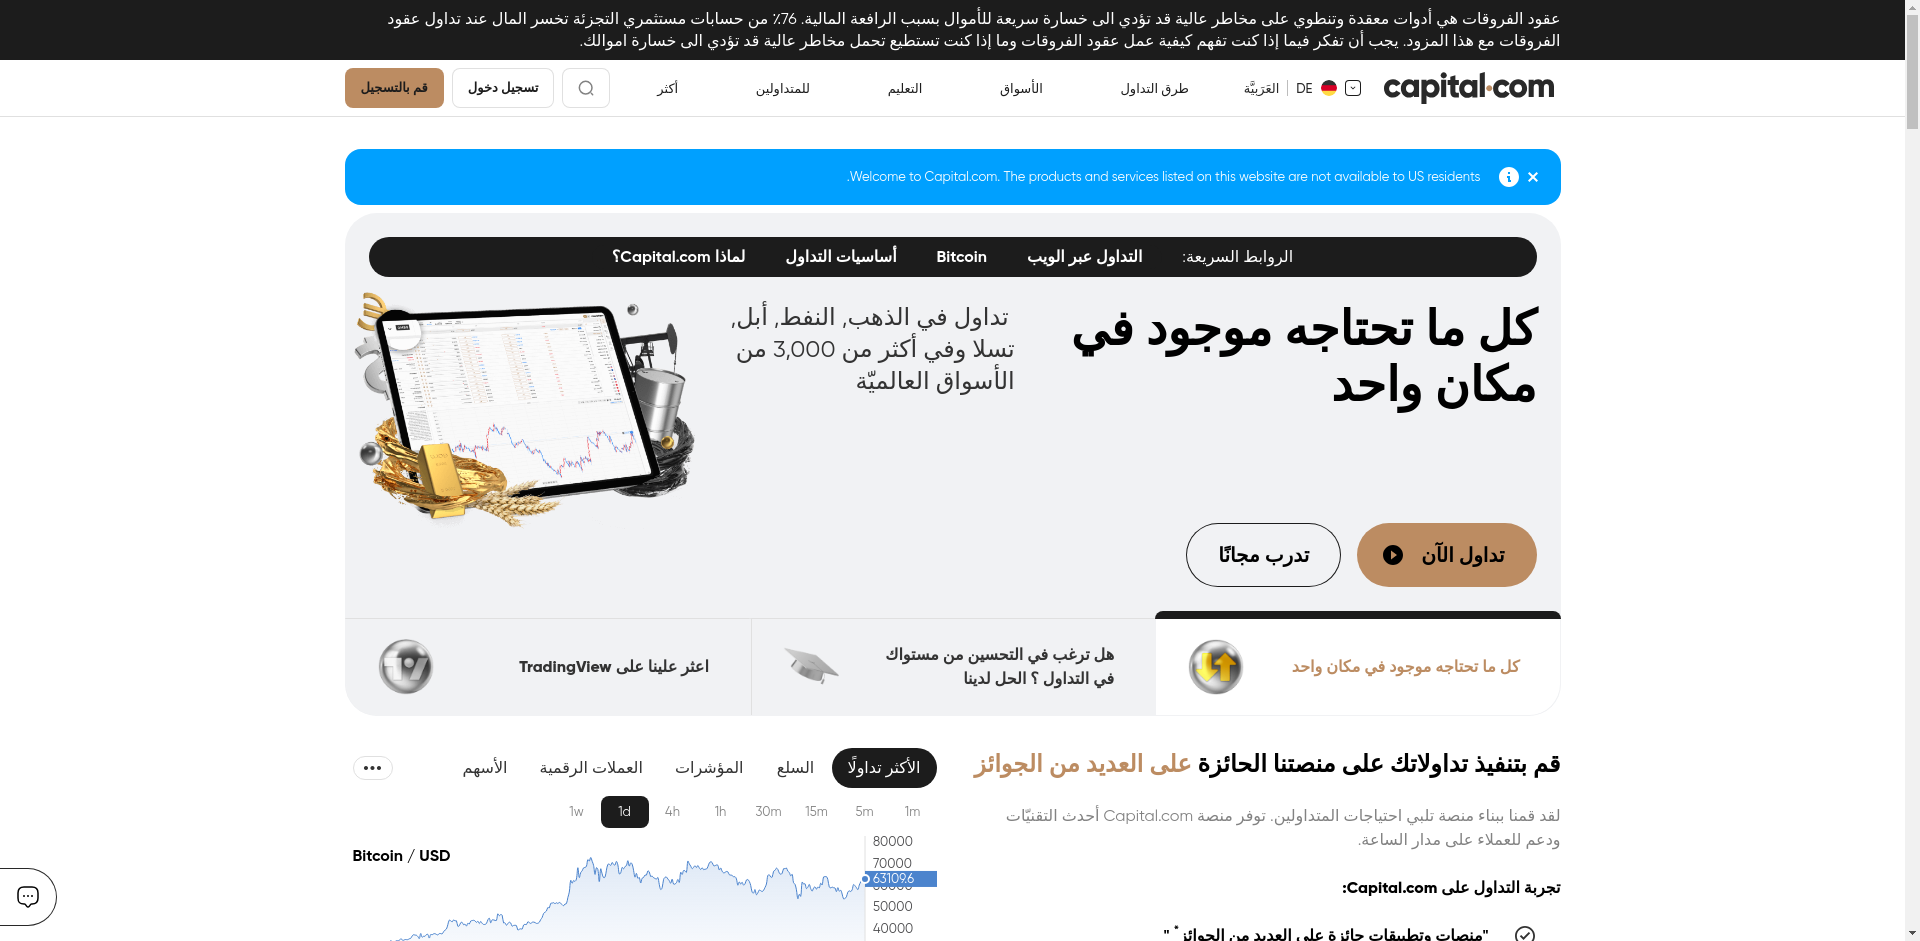 عقود الفروقات هي أدوات معقدة وتنطوي على مخاطر عالية قد تؤدي الى خسارة سريعة للأموال بسبب الرافعة المالية. 76٪ من حسابات مستثمري التجزئة تخسر المال عند تداول عقود
الفروقات مع هذا المزود. يجب أن تفكر فيما إذا كنت تفهم كيفية عمل عقود الفروقات وما إذا كنت تستطيع تحمل مخاطر عالية قد تؤدي الى خسارة اموالك.
capital.com
DE | العَرَبيَّة
طرق التداول
الأسواق
التعليم
للمتداولين
أكثر
تسجيل دخول
قم بالتسجيل
Welcome to Capital.com. The products and services listed on this website are not available to US residents.
الروابط السريعة: التداول عبر الويب Bitcoin أساسيات التداول لماذا Capital.com؟
كل ما تحتاجه موجود في
مكان واحد
تداول في الذهب, النفط, أبل,
تسلا وفي أكثر من 3,000 من
الأسواق العالميّة
تداول الآن
تدرب مجانًا
كل ما تحتاجه موجود في مكان واحد
هل ترغب في التحسين من مستواك
في التداول ؟ الحل لدينا
اعثر علينا على TradingView
قم بتنفيذ تداولاتك على منصتنا الحائزة على العديد من الجوائز
لقد قمنا ببناء منصة تلبي احتياجات المتداولين. توفر منصة Capital.com أحدث التقنيّات
ودعم للعملاء على مدار الساعة.
تجربة التداول على Capital.com:
"منصات وتطبيقات حائزة على العديد من الجوائز* "
الأكثر تداولًا
السلع
المؤشرات
العملات الرقمية
الأسهم
1m 5m 15m 30m 1h 4h 1d 1w
Bitcoin / USD
80000
70000
63109.6
50000
40000